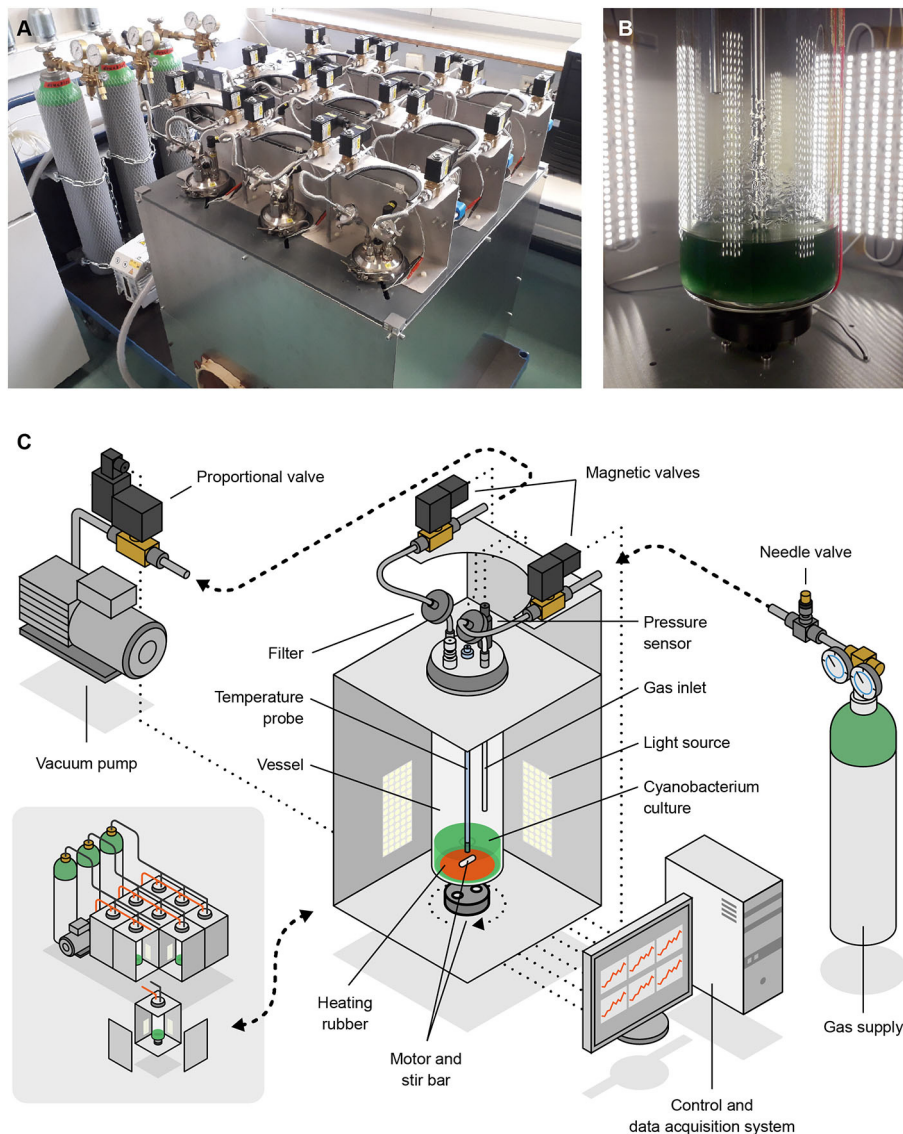 A
B
C
Proportional valve
Magnetic valves
Needle valve
Filter
Pressure
sensor
Temperature
probe
Gas inlet
Vessel
Light source
Vacuum pump
Cyanobacterium
culture
Heating
rubber
Motor and
stir bar
Gas supply
Control and
data acquisition system